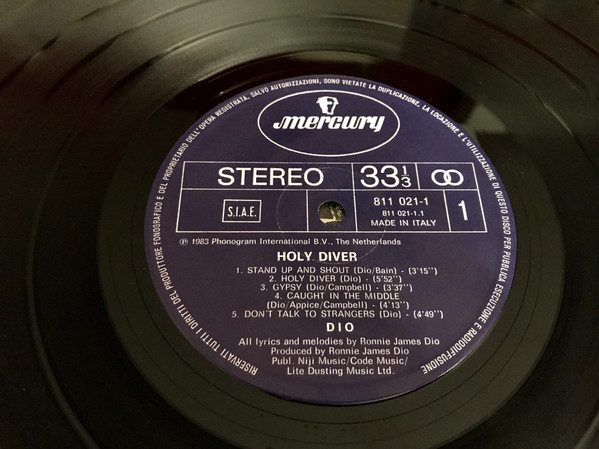 RISERVATI TUTTI I DIRITTI DEL PRODUTTORE FONOGRAFICO E DEL PROPRIETARIO DELL'OPERA REGISTRATA. SALVO AUTORIZZAZIONI, SONO VIETATE LA DUPLICAZIONE, LA LOCAZIONE E L'UTILIZZAZIONE DI QUESTO DISCO PER PUBBLICA ESECUZIONE E RADIODIFFUSIONE
mercury
STEREO 33 1/3
S.I.A.E.
811 021-1
811 021-1.1
MADE IN ITALY
1
℗ 1983 Phonogram International B.V., The Netherlands
HOLY DIVER
1. STAND UP AND SHOUT (Dio/Bain) - (3'15")
2. HOLY DIVER (Dio) - (5'52")
3. GYPSY (Dio/Campbell) - (3'37")
4. CAUGHT IN THE MIDDLE
(Dio/Appice/Campbell) - (4'13")
5. DON'T TALK TO STRANGERS (Dio) - (4'49")
DIO
All lyrics and melodies by Ronnie James Dio
Produced by Ronnie James Dio
Publ. Niji Music/Code Music/
Lite Dusting Music Ltd.